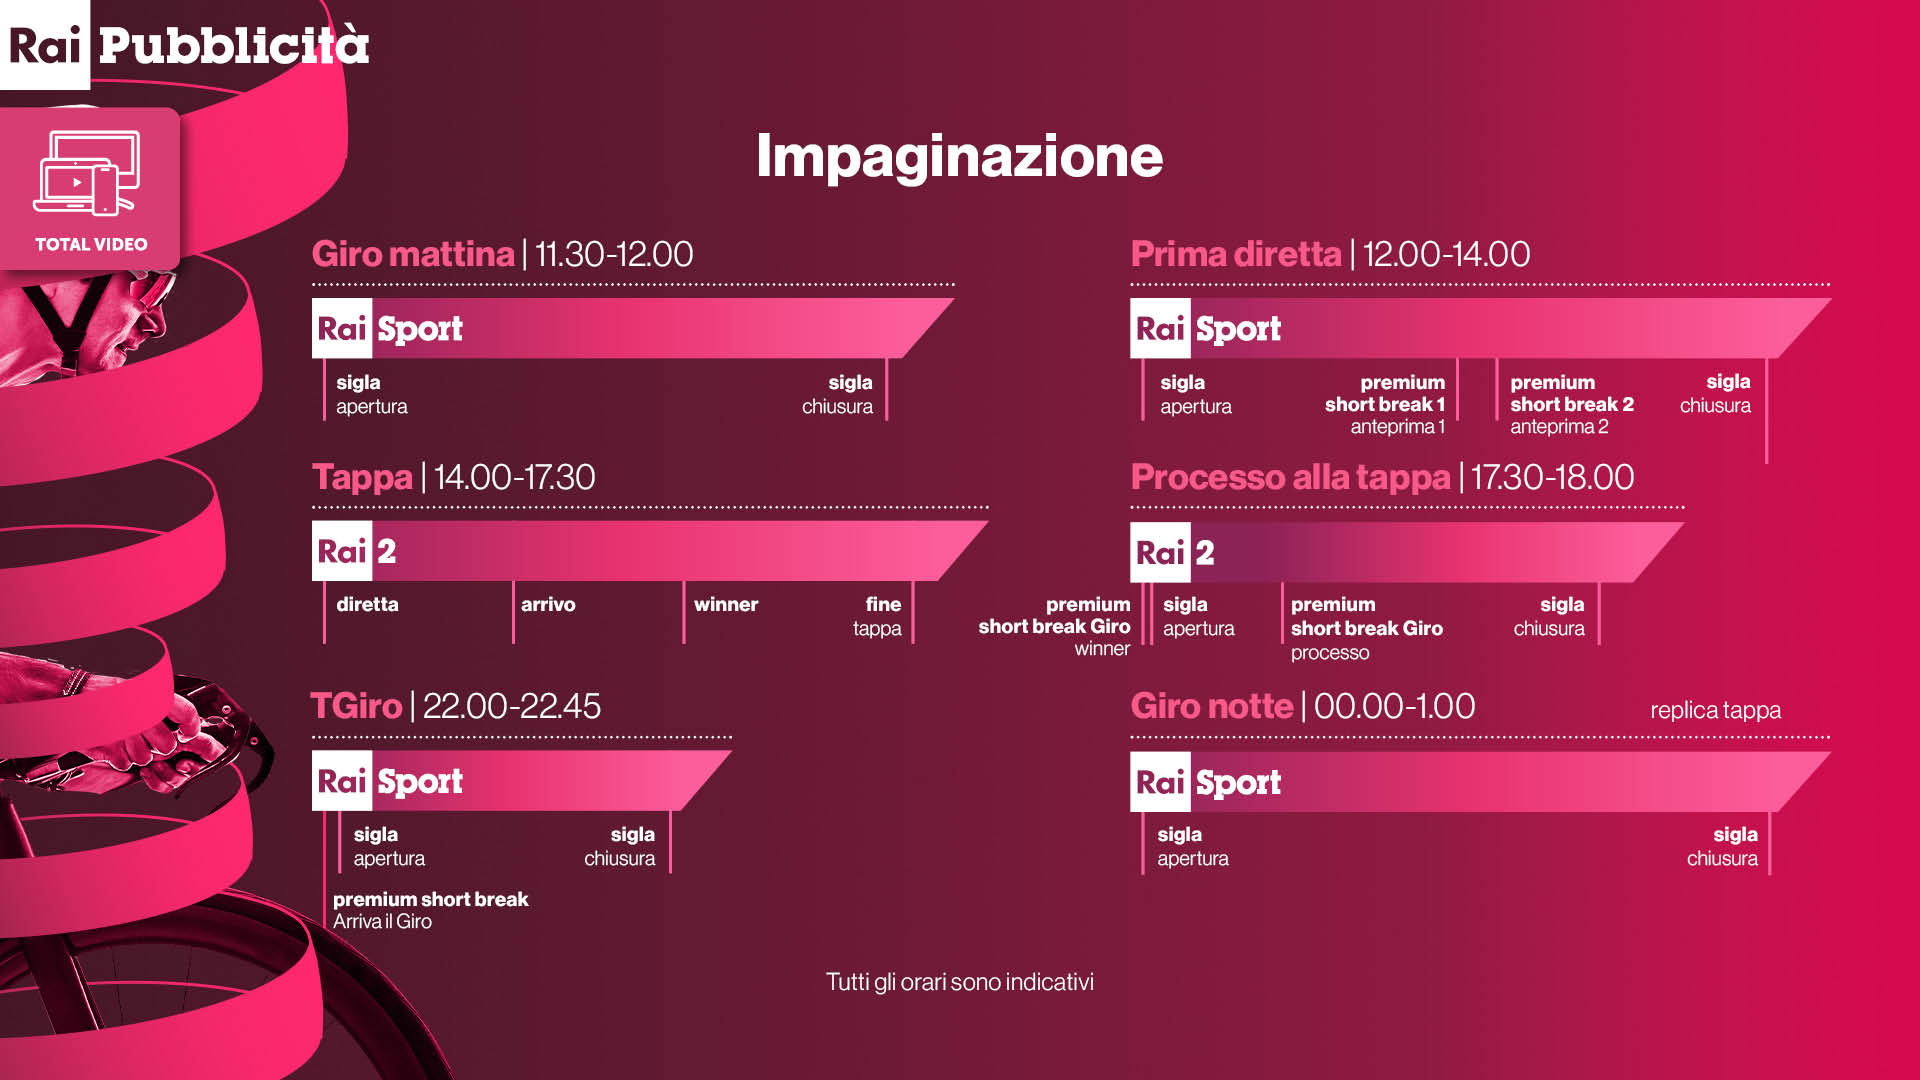 Rai Pubblicità
TOTAL VIDEO
Impaginazione
Giro mattina | 11.30-12.00
Rai Sport
sigla
apertura
sigla
chiusura
Prima diretta | 12.00-14.00
Rai Sport
sigla
apertura
premium
short break 1
anteprima 1
premium
short break 2
anteprima 2
sigla
chiusura
Tappa | 14.00-17.30
Rai 2
diretta
arrivo
winner
fine
tappa
Processo alla tappa | 17.30-18.00
Rai 2
premium
short break Giro
winner
sigla
apertura
premium
short break Giro
processo
sigla
chiusura
TGiro | 22.00-22.45
Rai Sport
sigla
apertura
sigla
chiusura
premium short break
Arriva il Giro
Giro notte | 00.00-1.00
replica tappa
Rai Sport
sigla
apertura
sigla
chiusura
Tutti gli orari sono indicativi